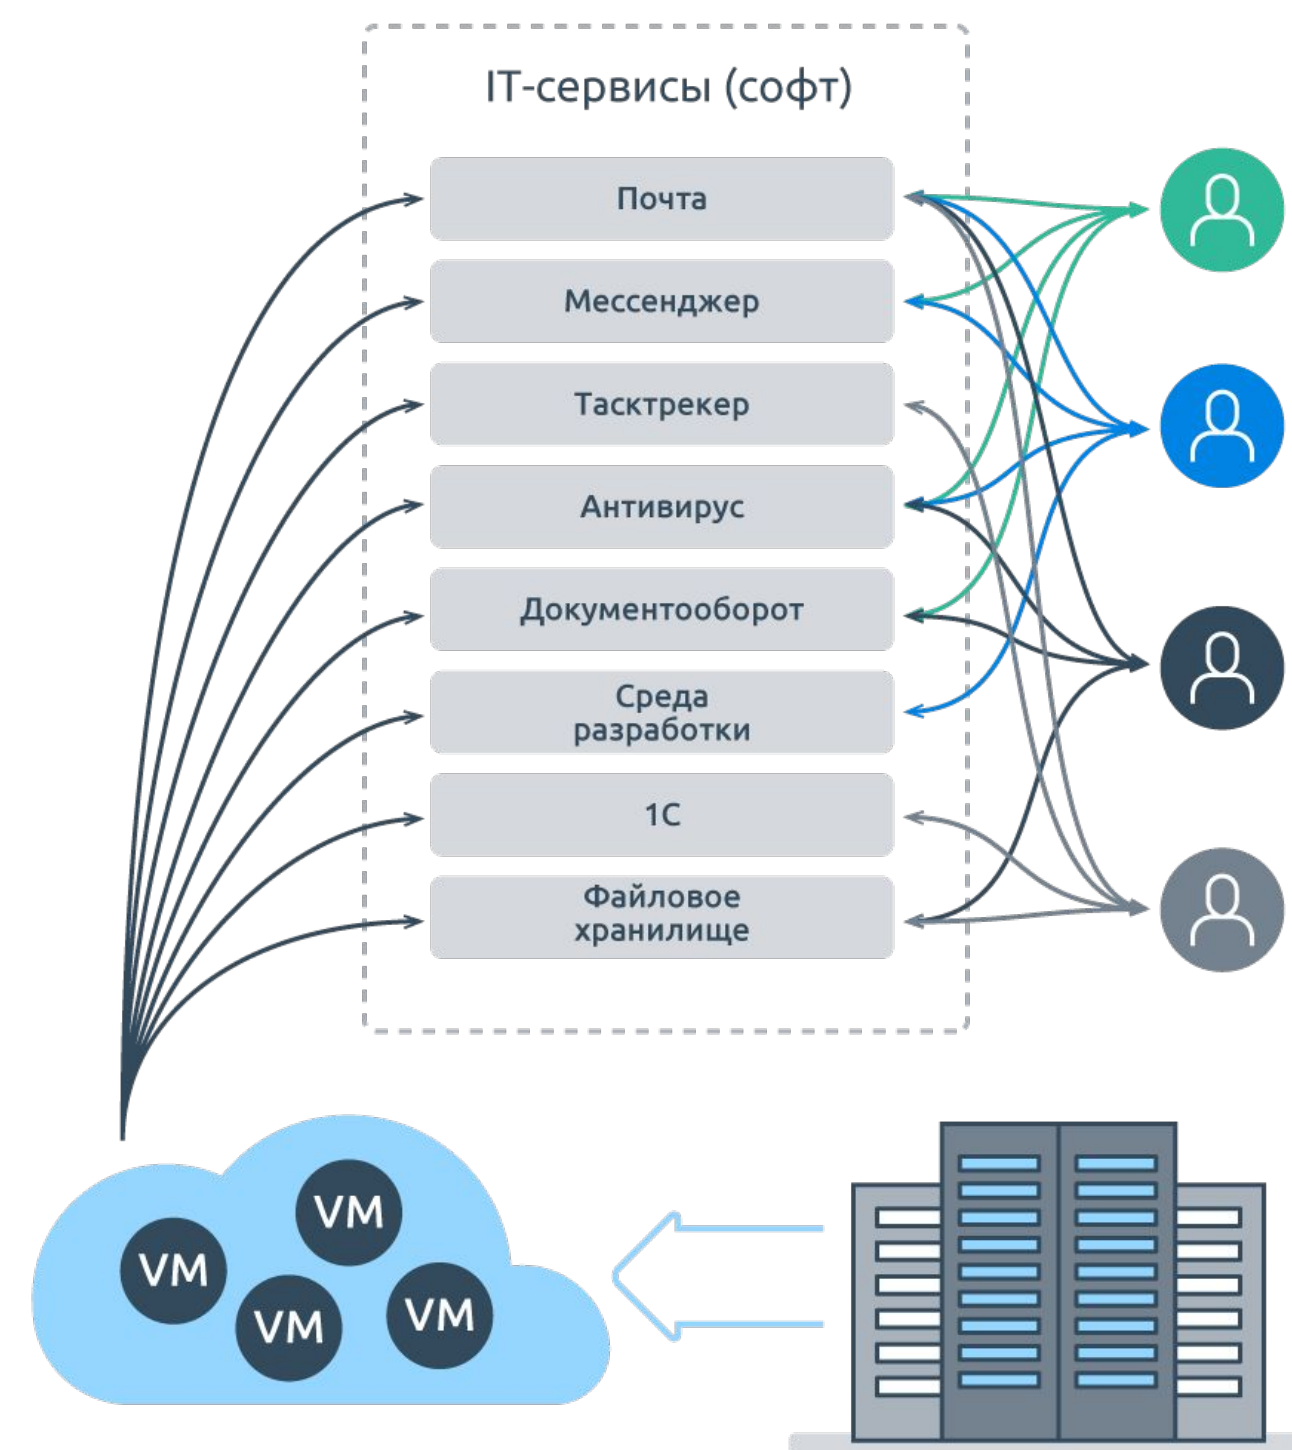 IT-сервисы (софт)
Почта
Мессенджер
Тасктрекер
Антивирус
Документооборот
Среда
разработки
1С
Файловое
хранилище
VM
VM
VM
VM